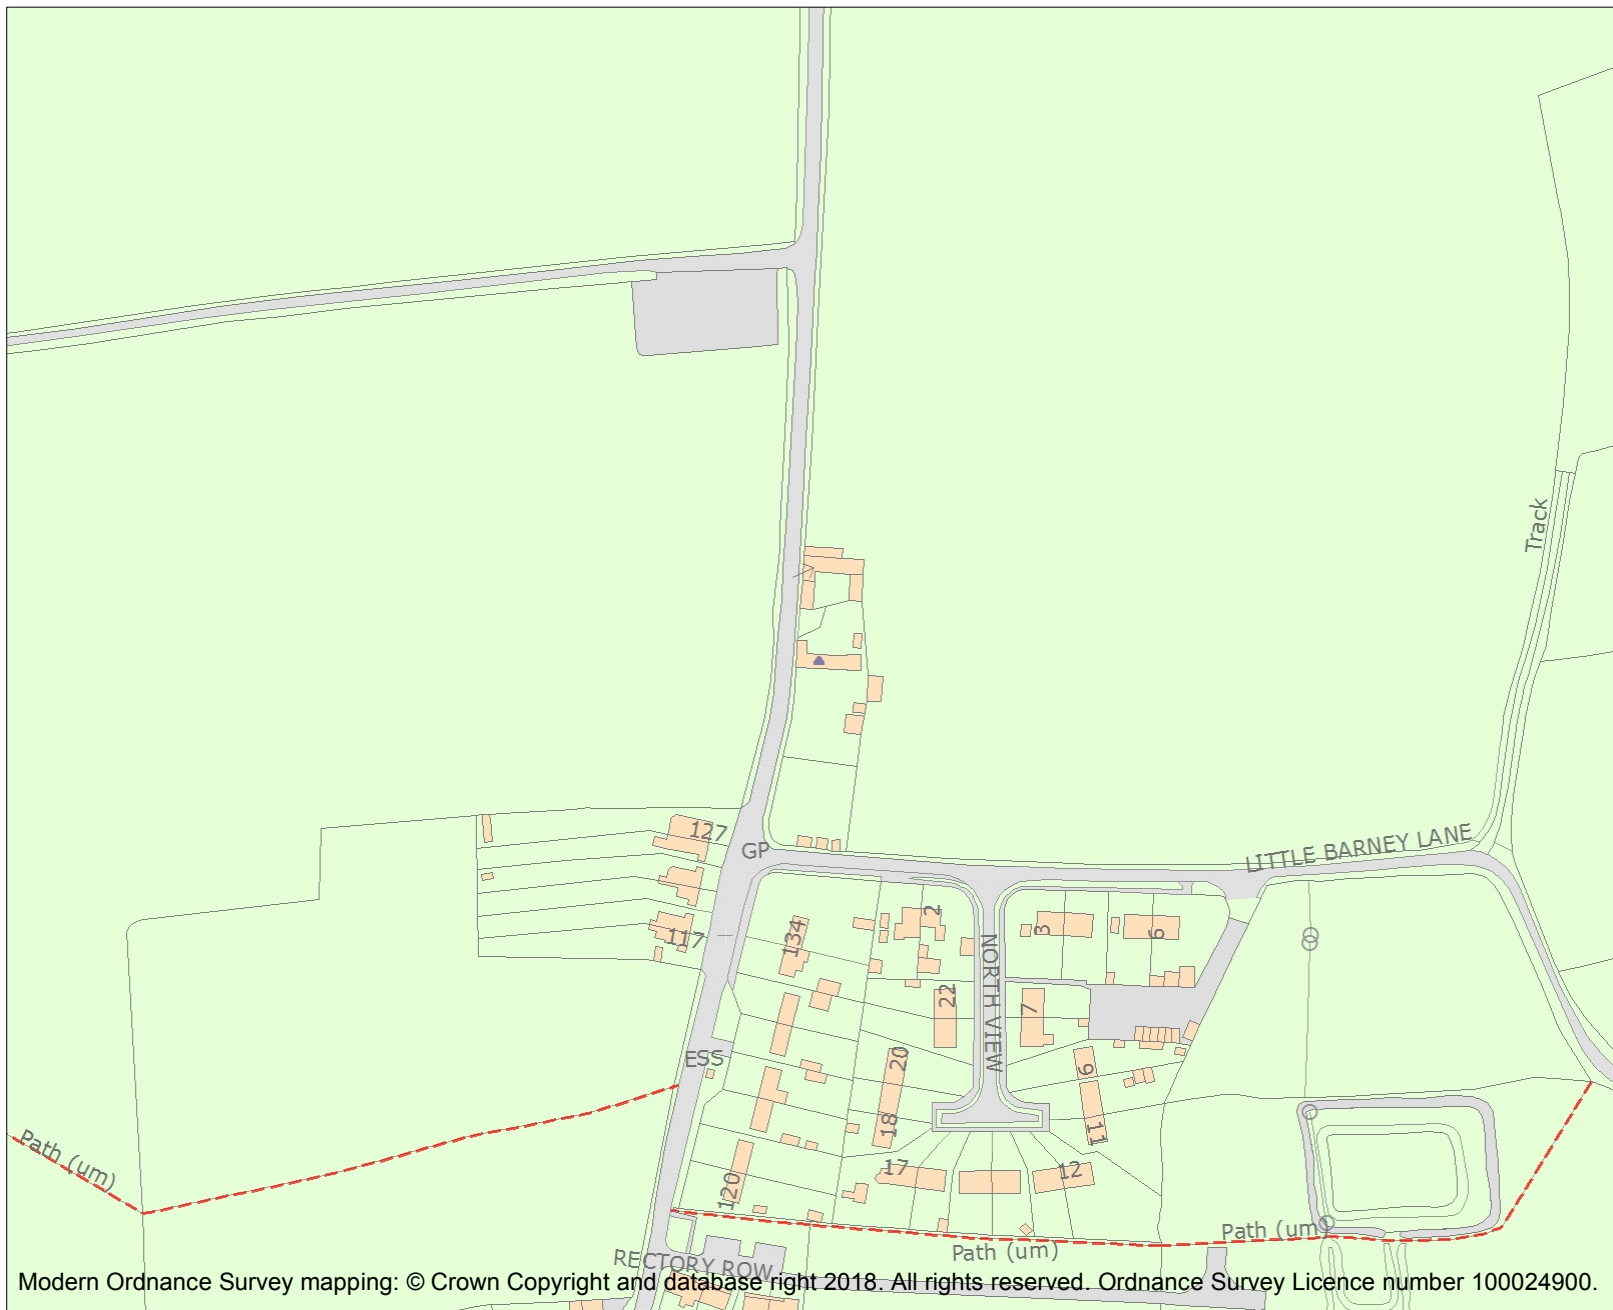 Track
127
GP
LITTLE BARNEY LANE
117
134
2
3
6
NORTH VIEW
22
7
ESS
20
6
18
11
Path (um)
17
12
120
Path (um)
Path (um)
RECTORY ROW
Modern Ordnance Survey mapping: © Crown Copyright and database right 2018. All rights reserved. Ordnance Survey Licence number 100024900.